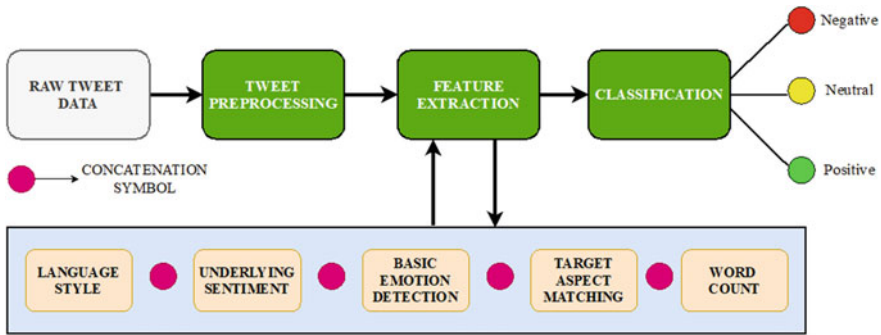 Negative
RAW TWEET
DATA
TWEET
PREPROCESSING
FEATURE
EXTRACTION
CLASSIFICATION
Neutral
Positive
CONCATENATION
SYMBOL
LANGUAGE
STYLE
UNDERLYING
SENTIMENT
BASIC
EMOTION
DETECTION
TARGET
ASPECT
MATCHING
WORD
COUNT